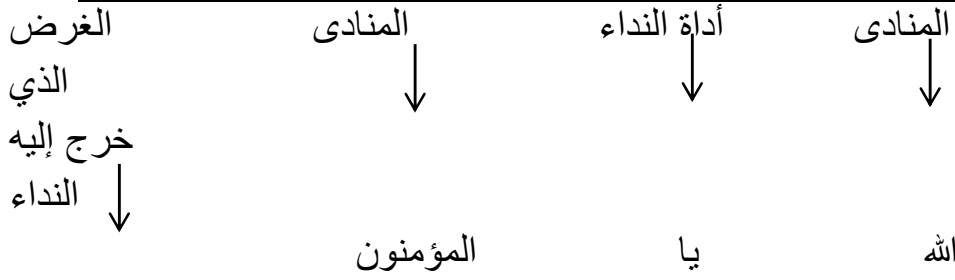 المنادى أداة النداء المنادى الغرض
الذي
خرج إليه
النداء
الله يا المؤمنون